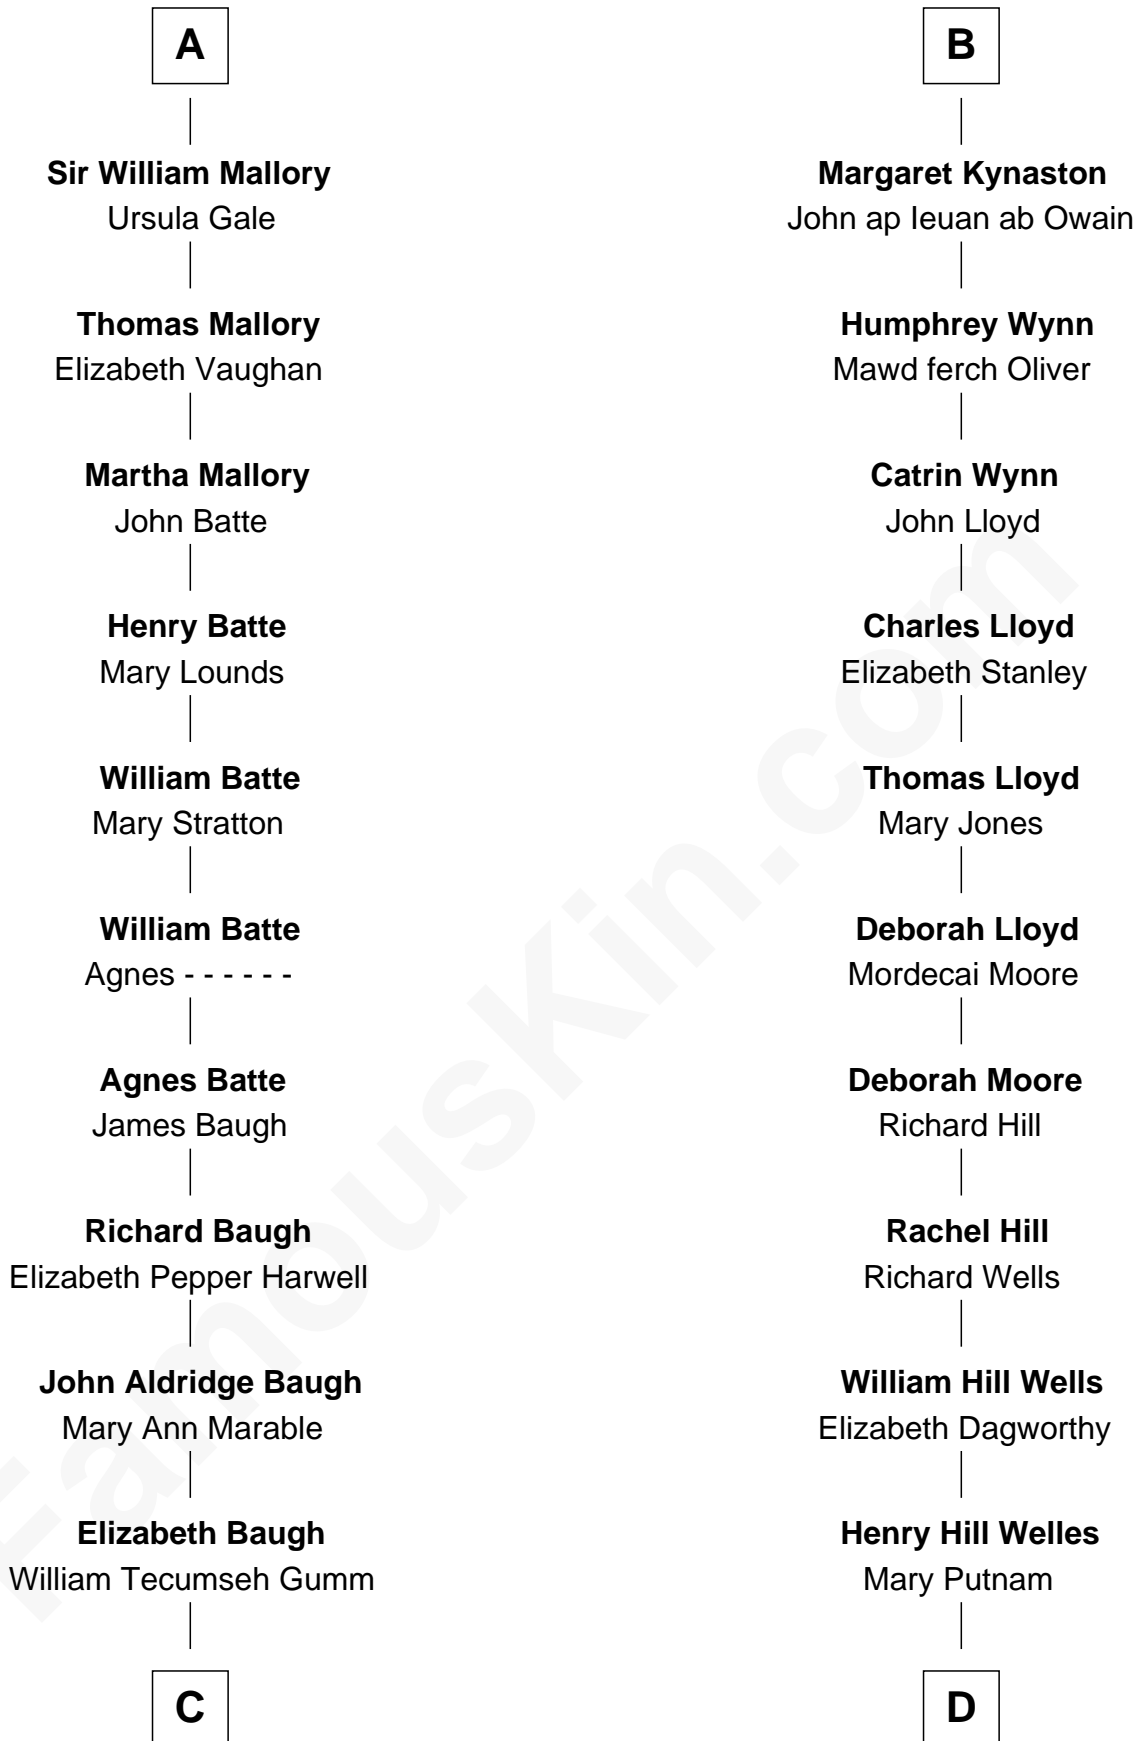 A
Sir William Mallory
Ursula Gale
Thomas Mallory
Elizabeth Vaughan
Martha Mallory
John Batte
Henry Batte
Mary Lounds
William Batte
Mary Stratton
William Batte
Agnes - - - - - -
Agnes Batte
James Baugh
Richard Baugh
Elizabeth Pepper Harwell
John Aldridge Baugh
Mary Ann Marable
Elizabeth Baugh
William Tecumseh Gumm
C
B
Margaret Kynaston
John ap Ieuan ab Owain
Humphrey Wynn
Mawd ferch Oliver
Catrin Wynn
John Lloyd
Charles Lloyd
Elizabeth Stanley
Thomas Lloyd
Mary Jones
Deborah Lloyd
Mordecai Moore
Deborah Moore
Richard Hill
Rachel Hill
Richard Wells
William Hill Wells
Elizabeth Dagworthy
Henry Hill Welles
Mary Putnam
D
FamousKin.com